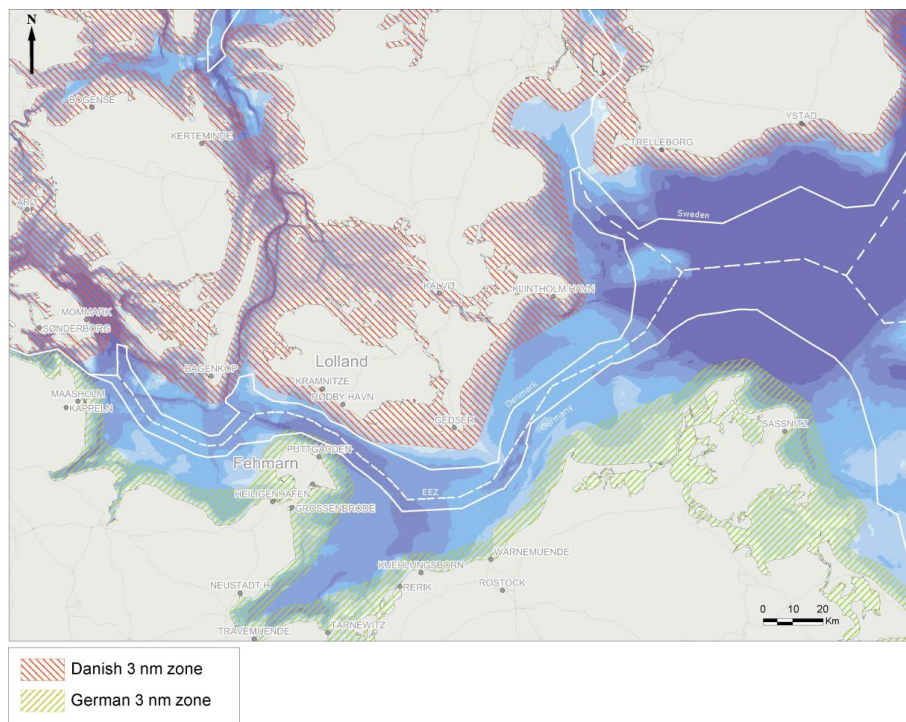 N
BOGENSE
KERTEMINDE
YSTAD
TRELLEBORG
ARØ
Sweden
KALVØ
KLINTHOLM HAVN
MOMMARK
SØNDERBORG
Lolland
BAGENKOP
KRAMNITZE
RØDBY HAVN
Denmark
MAASHOLM
KAPPELN
GEDSER
Germany
SASSNITZ
PUTTGARDEN
Fehmarn
EEZ
HEILIGENHAFEN
GROSSENBRODE
WARNEMUENDE
KUEHLUNGSBORN
NEUSTADT H
RERIK
ROSTOCK
0 10 20
Km
TARNEWITZ
TRAVEMUENDE
Danish 3 nm zone
German 3 nm zone